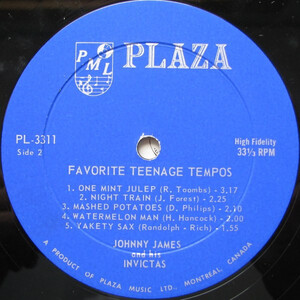 PML PLAZA
PL-3311
Side 2
High Fidelity
33⅓ RPM
FAVORITE TEENAGE TEMPOS
1. ONE MINT JULEP (R. Toombs) - 3.17
2. NIGHT TRAIN (J. Forest) - 2.25
3. MASHED POTATOES (D. Philips) - 2.10
4. WATERMELON MAN (H. Hancock) - 2.00
5. YAKETY SAX (Randolph - Rich) - 1.55
JOHNNY JAMES
and his
INVICTAS
A PRODUCT OF PLAZA MUSIC LTD., MONTREAL, CANADA.